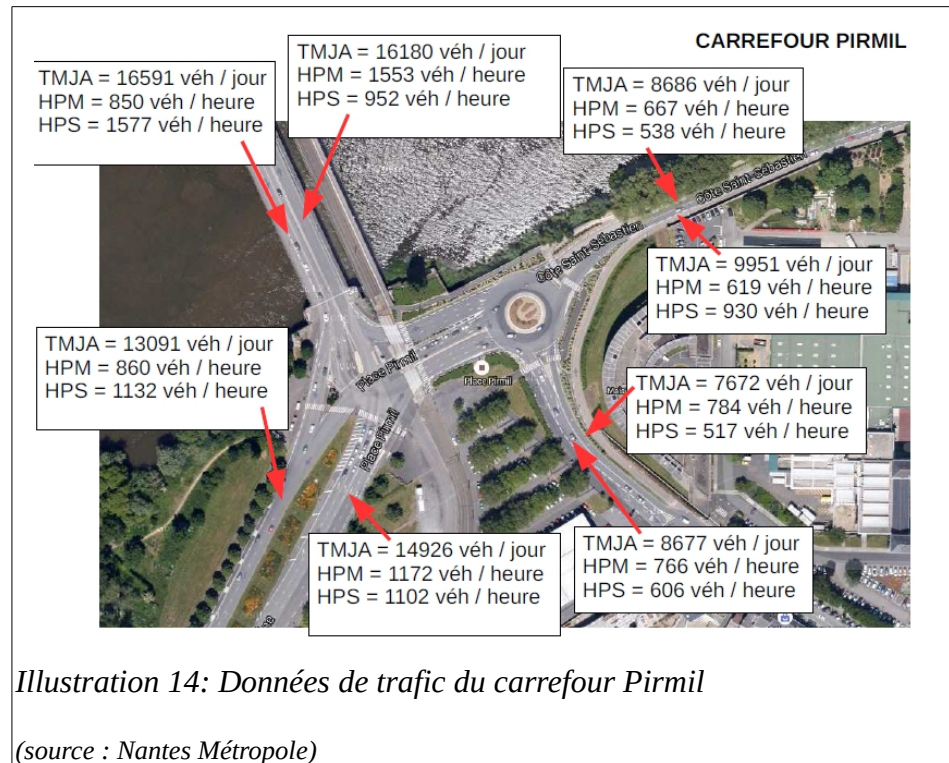 CARREFOUR PIRMIL
TMJA = 16591 véh / jour
HPM = 850 véh / heure
HPS = 1577 véh / heure
TMJA = 16180 véh / jour
HPM = 1553 véh / heure
HPS = 952 véh / heure
TMJA = 8686 véh / jour
HPM = 667 véh / heure
HPS = 538 véh / heure
Côte Saint-Sébastien
Côte Saint-Sébastien
TMJA = 9951 véh / jour
HPM = 619 véh / heure
HPS = 930 véh / heure
TMJA = 13091 véh / jour
HPM = 860 véh / heure
HPS = 1132 véh / heure
Place Pirmil
Place Pirmil
Place Pirmil
TMJA = 7672 véh / jour
HPM = 784 véh / heure
HPS = 517 véh / heure
TMJA = 14926 véh / jour
HPM = 1172 véh / heure
HPS = 1102 véh / heure
TMJA = 8677 véh / jour
HPM = 766 véh / heure
HPS = 606 véh / heure
Illustration 14: Données de trafic du carrefour Pirmil
(source : Nantes Métropole)